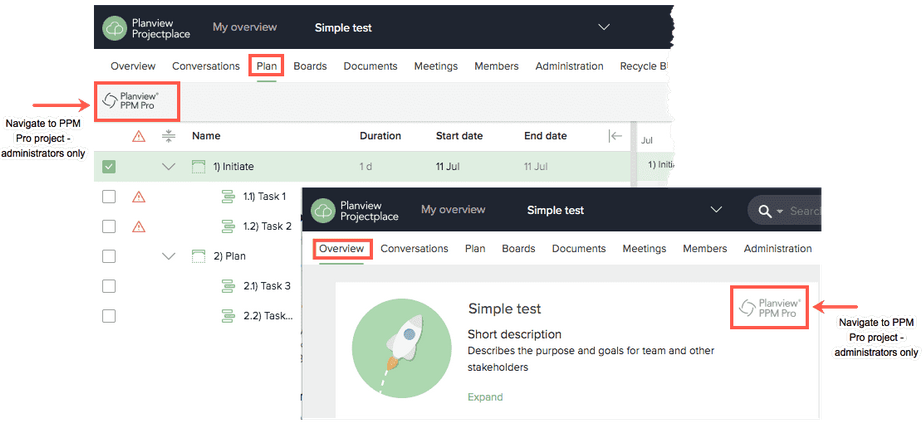 Planview
Projectplace
My overview
Simple test
Overview Conversations Plan Boards Documents Meetings Members Administration Recycle Bi
Planview®
PPM Pro
Navigate to PPM
Pro project -
administrators only
Name Duration Start date End date Jul
1) Initiate 1 d 11 Jul 11 Jul 1) Initi
1.1) Task 1
1.2) Task 2
2) Plan
2.1) Task 3
2.2) Task...
Planview
Projectplace
My overview
Simple test
Search
Overview Conversations Plan Boards Documents Meetings Members Administration
Simple test
Planview®
PPM Pro
Short description
Describes the purpose and goals for team and other
stakeholders
Expand
Navigate to PPM
Pro project -
administrators only